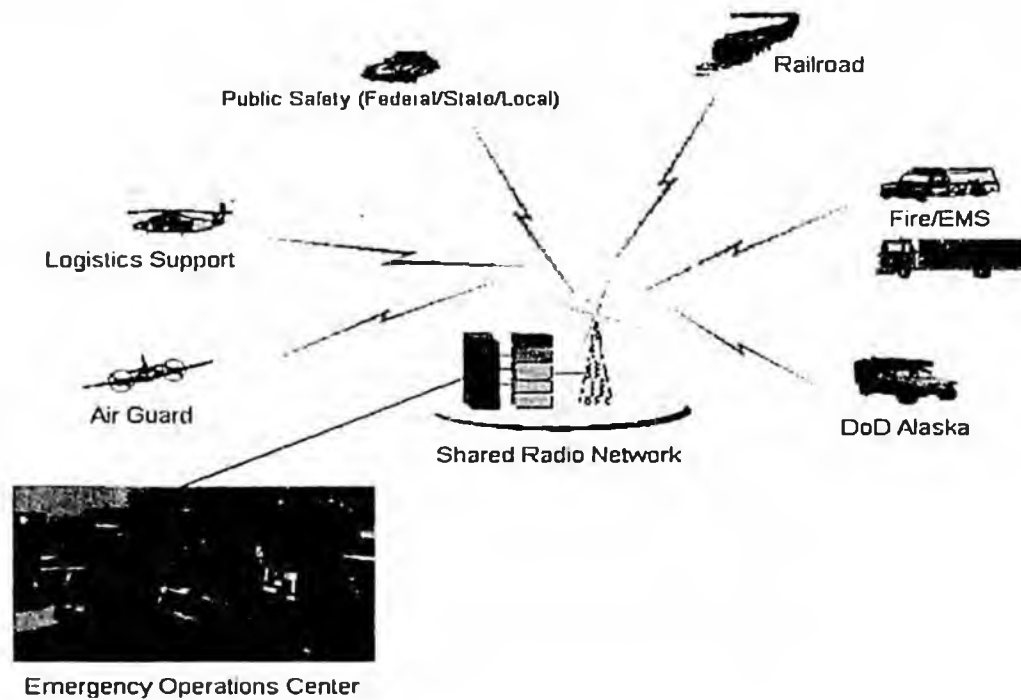 Railroad
Public Safety (Federal/State/Local)
Fire/EMS
Logistics Support
Air Guard
DoD Alaska
Shared Radio Network
Emergency Operations Center